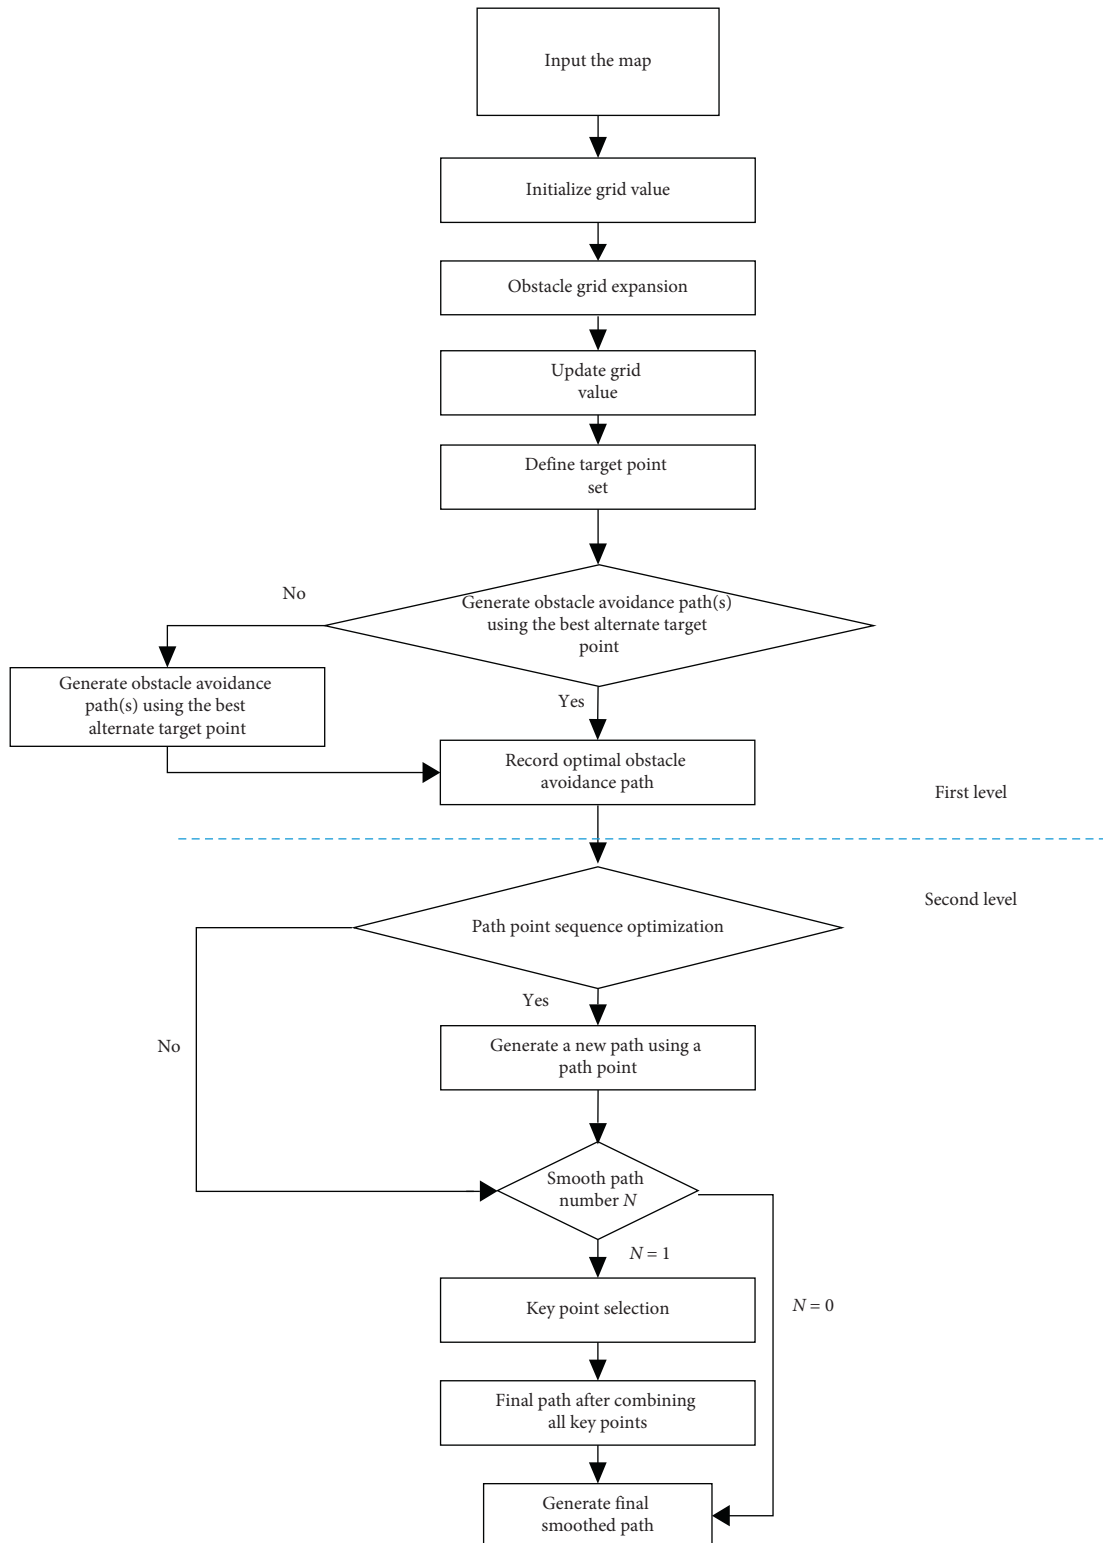 Input the map
Initialize grid value
Obstacle grid expansion
Update grid
value
Define target point
set
No
Generate obstacle avoidance path(s)
using the best alternate target
point
Generate obstacle avoidance
path(s) using the best
alternate target point
Yes
Record optimal obstacle
avoidance path
First level
Second level
Path point sequence optimization
Yes
No
Generate a new path using a
path point
Smooth path
number N
N = 1
Key point selection
N = 0
Final path after combining
all key points
Generate final
smoothed path